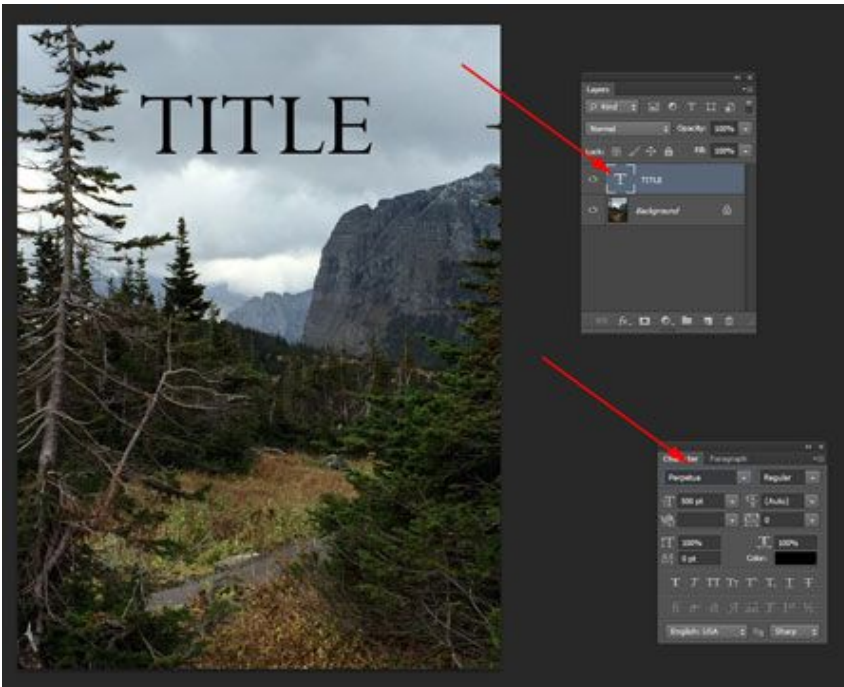 TITLE
Layers
Kind
Normal
Opacity: 100%
Lock: Fill: 100%
TITLE
Background
Character Paragraph
Perpetua Regular
500 pt (Auto)
0
100% 100%
0 pt Color:
English: USA Sharp